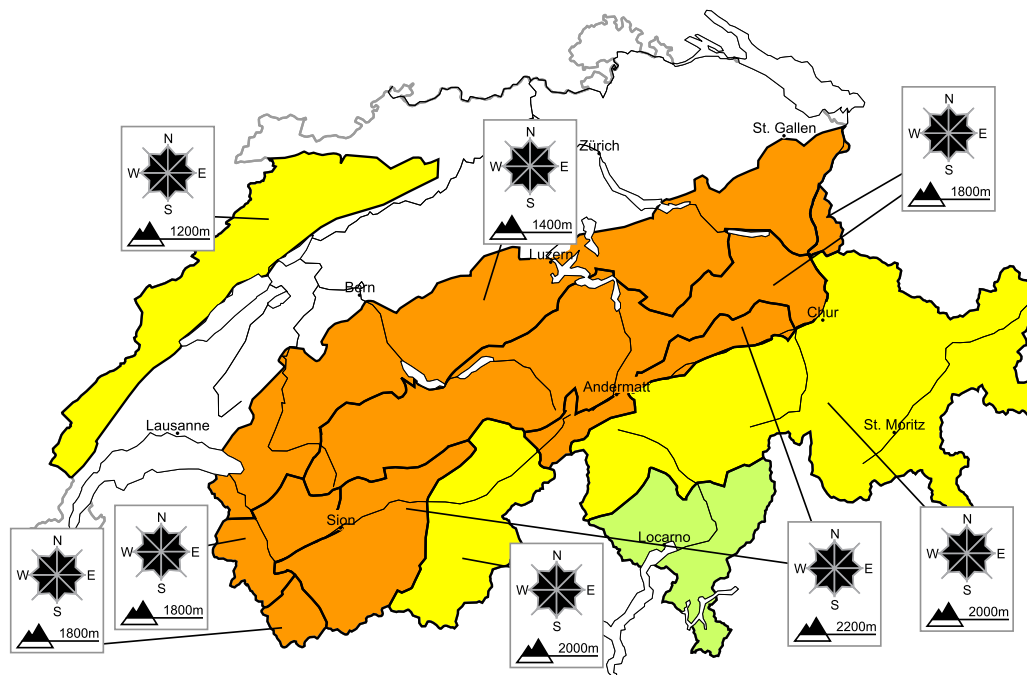 St. Gallen
Zürich
N
W E
S
1200m
N
W E
S
1400m
N
W E
S
1800m
Luzern
Bern
Chur
Andermatt
Lausanne
St. Moritz
Sion
Locarno
N
W E
S
1800m
N
W E
S
1800m
N
W E
S
2000m
N
W E
S
2200m
N
W E
S
2000m